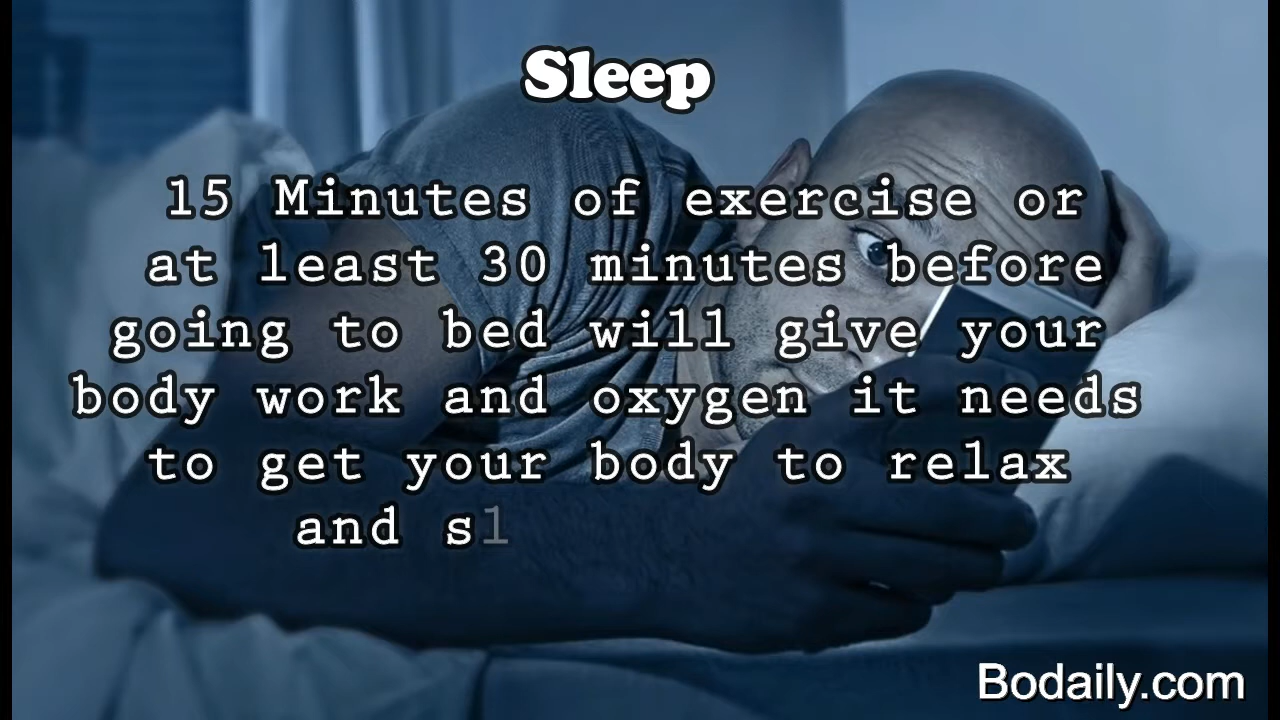 Sleep
15 Minutes of exercise or
at least 30 minutes before
going to bed will give your
body work and oxygen it needs
to get your body to relax
and sl
Bodaily.com